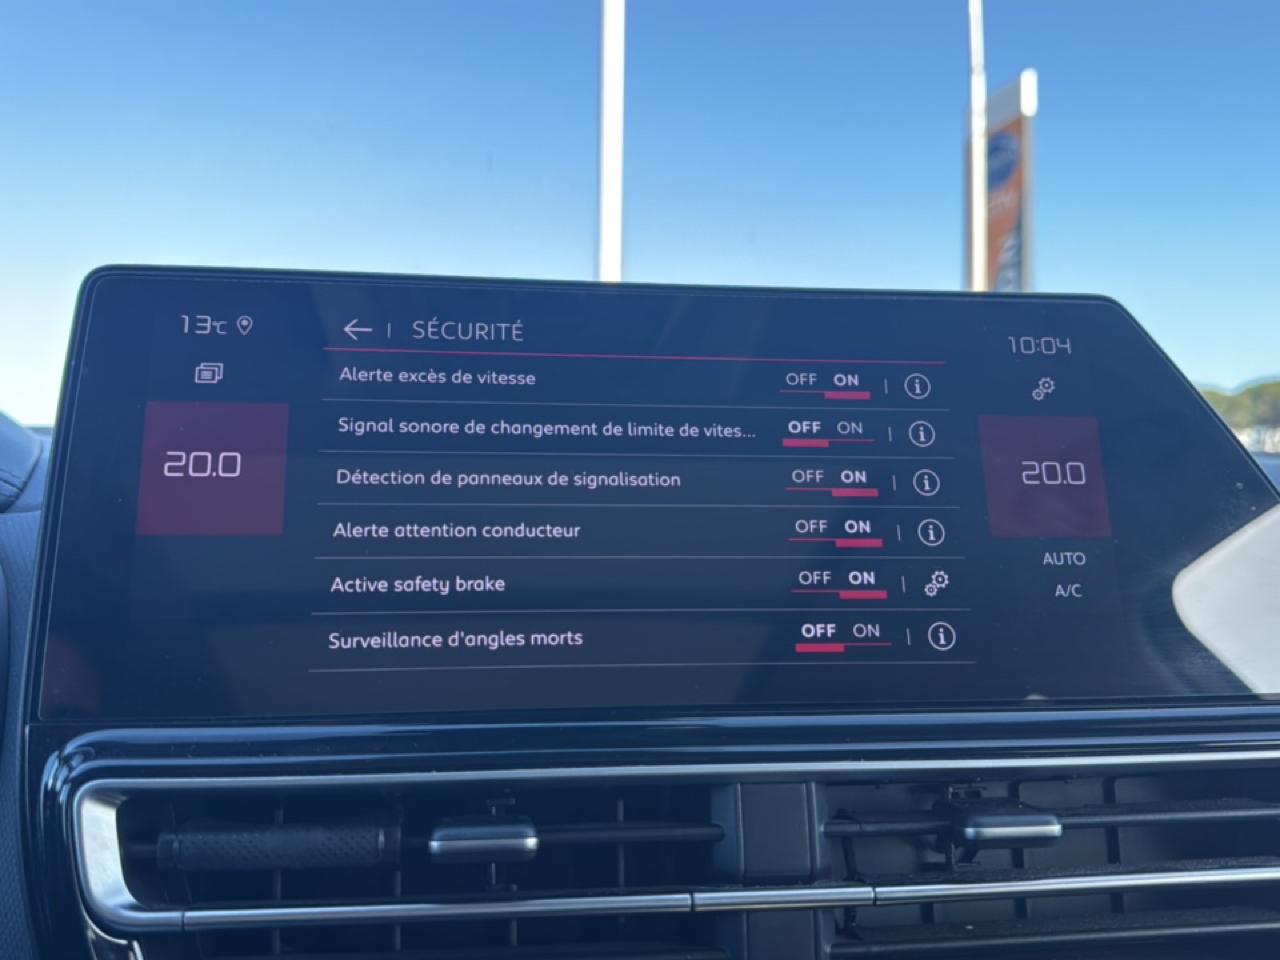 13°C
← | SÉCURITÉ
10:04
Alerte excès de vitesse OFF ON
Signal sonore de changement de limite de vites... OFF ON
20.0
20.0
Détection de panneaux de signalisation OFF ON
Alerte attention conducteur OFF ON
AUTO
Active safety brake OFF ON
A/C
Surveillance d'angles morts OFF ON